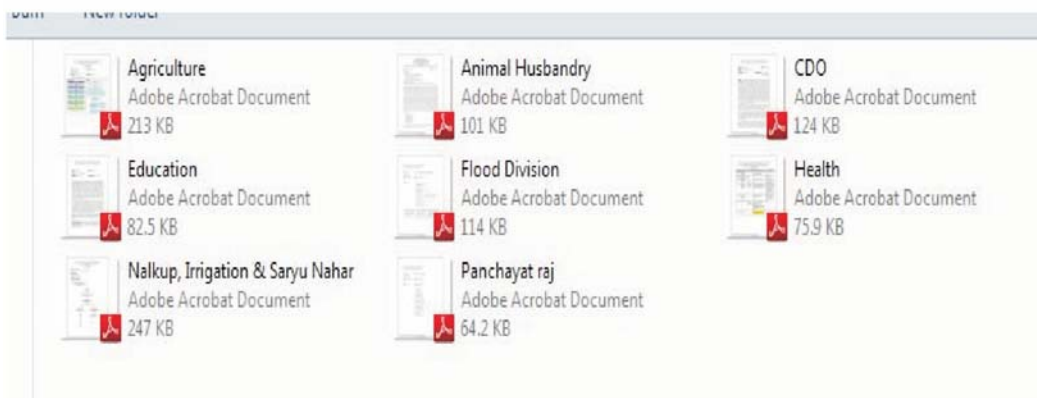 Burn New folder
Agriculture
Adobe Acrobat Document
213 KB
Animal Husbandry
Adobe Acrobat Document
101 KB
CDO
Adobe Acrobat Document
124 KB
Education
Adobe Acrobat Document
82.5 KB
Flood Division
Adobe Acrobat Document
114 KB
Health
Adobe Acrobat Document
75.9 KB
Nalkup, Irrigation & Saryu Nahar
Adobe Acrobat Document
247 KB
Panchayat raj
Adobe Acrobat Document
64.2 KB